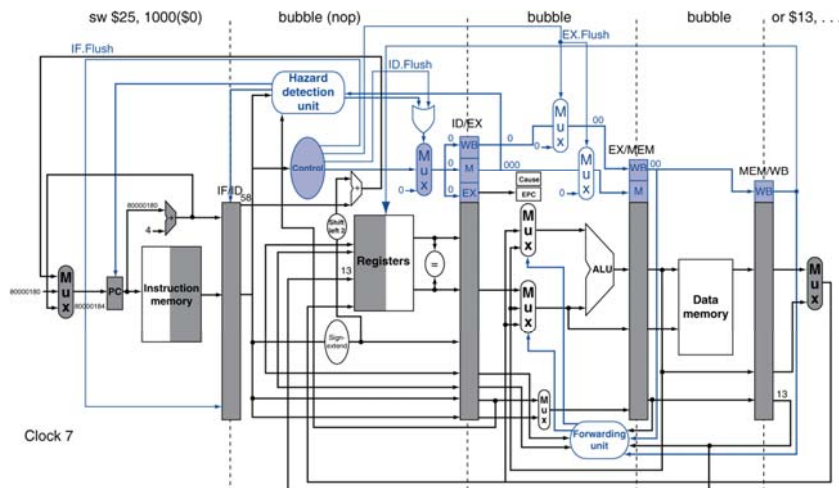 sw $25, 1000($0)
bubble (nop)
bubble
bubble
or $13, . . .
IF.Flush
EX.Flush
ID.Flush
Hazard
detection
unit
ID/EX
Mux
00
Control
Mux
0
0
0
WB
M
EX
0
0
000
Mux
0
EX/MEM
WB
M
00
MEM/WB
WB
Cause
EPC
IF/ID
58
80000180
4
+
+
Shift
left 2
Mux
PC
80000180
80000184
Instruction
memory
Registers
13
=
Mux
Mux
ALU
Data
memory
Mux
Sign-
extend
Mux
13
Clock 7
Forwarding
unit